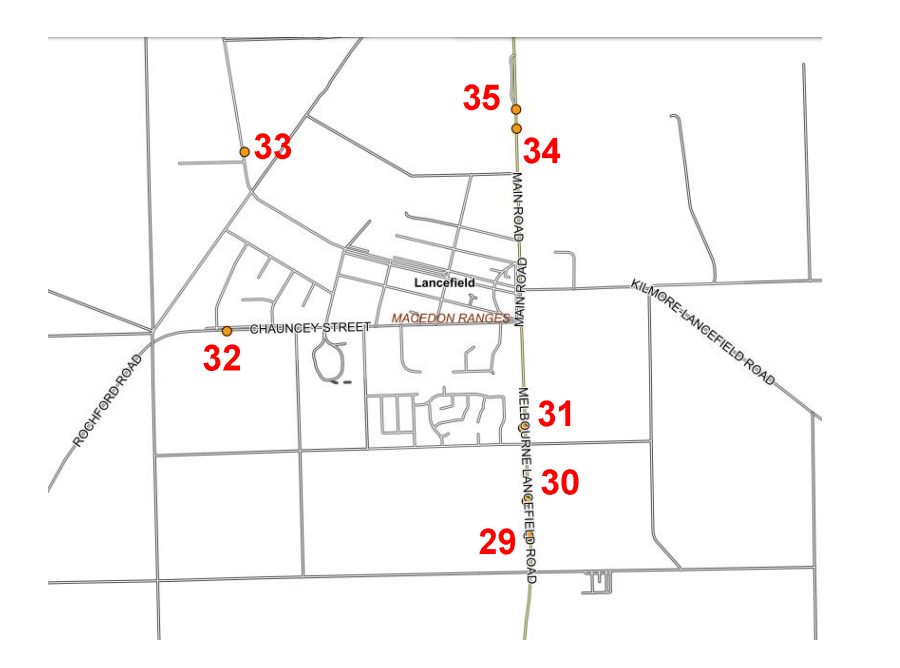 35
34
33
MAIN ROAD
MAIN ROAD
Lancefield
KILMORE-LANCEFIELD ROAD
MACEDON RANGES
CHAUNCEY STREET
32
ROCHFORD ROAD
31
MELBOURNE-LANCEFIELD ROAD
30
29